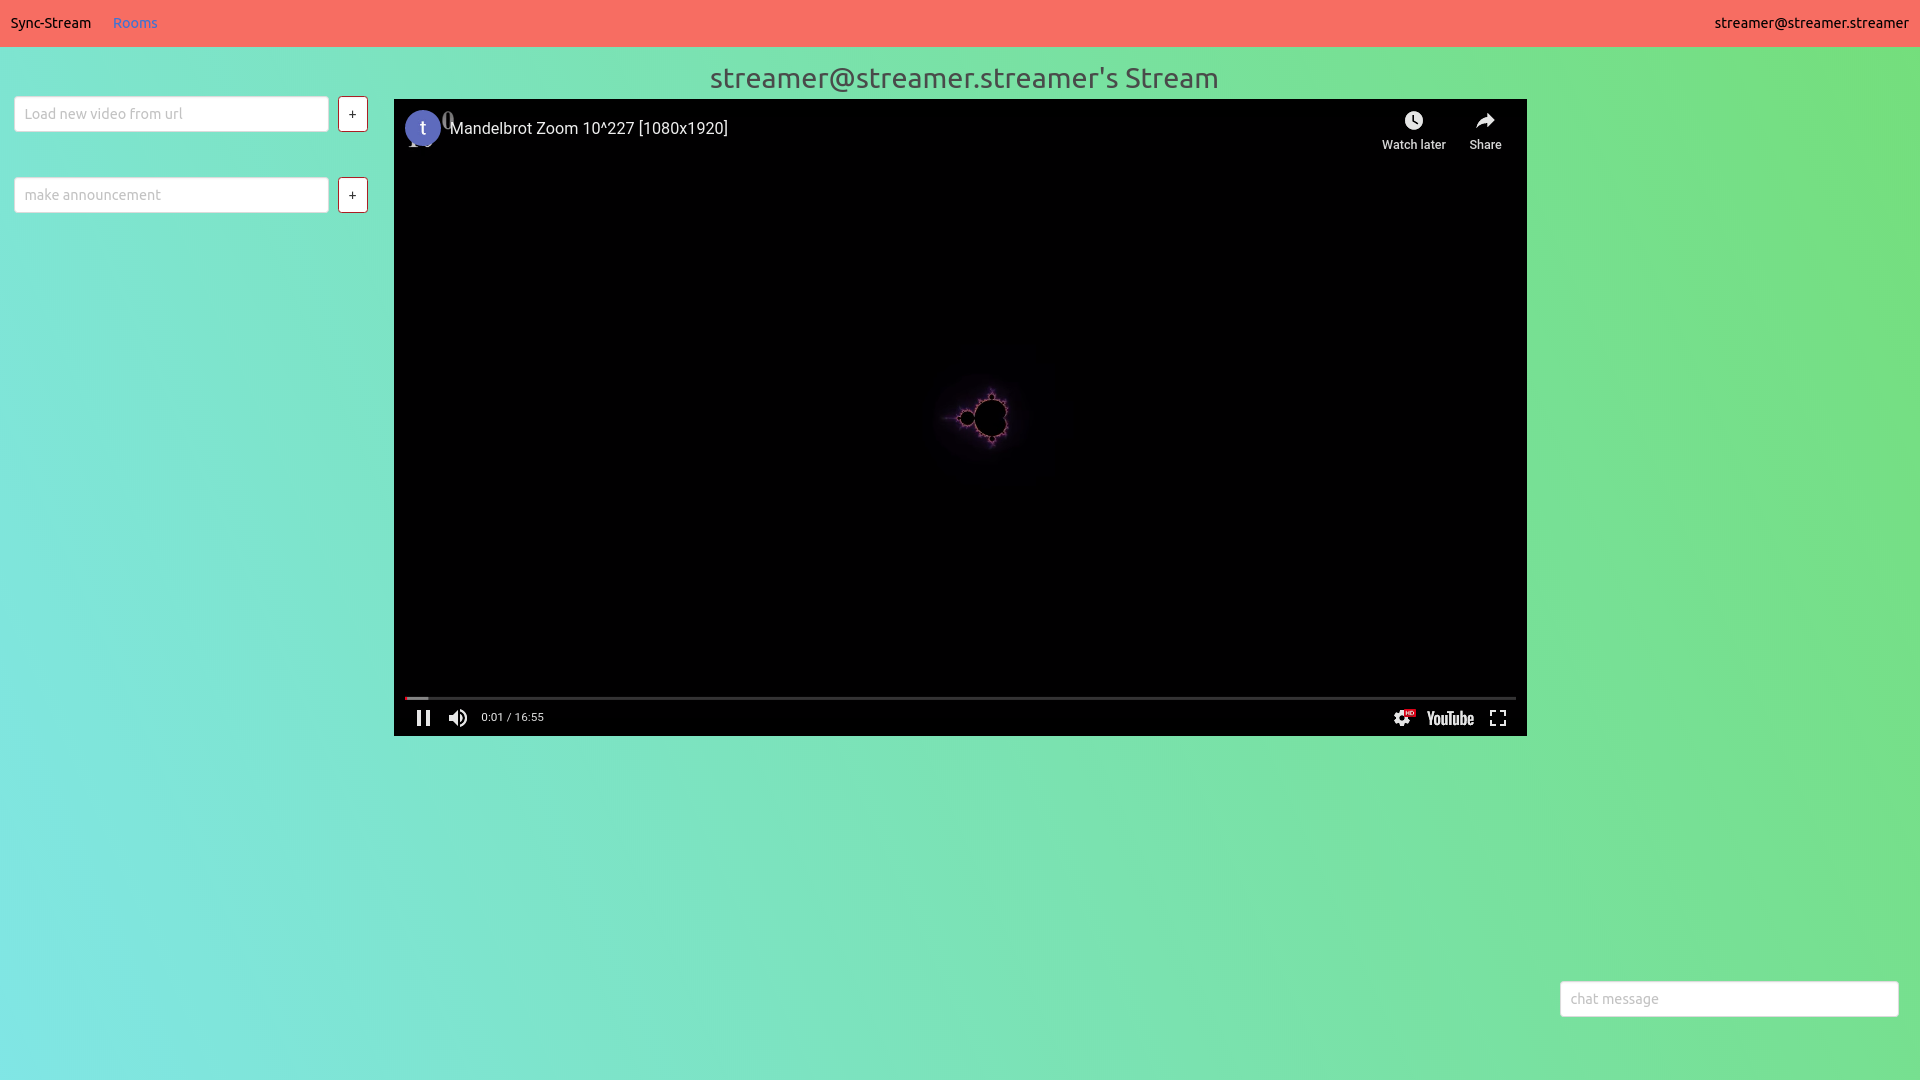 Sync-Stream Rooms streamer@streamer.streamer
streamer@streamer.streamer's Stream
Load new video from url +
make announcement +
t Mandelbrot Zoom 10^227 [1080x1920]
Watch later Share
0:01 / 16:55
HD YouTube
chat message